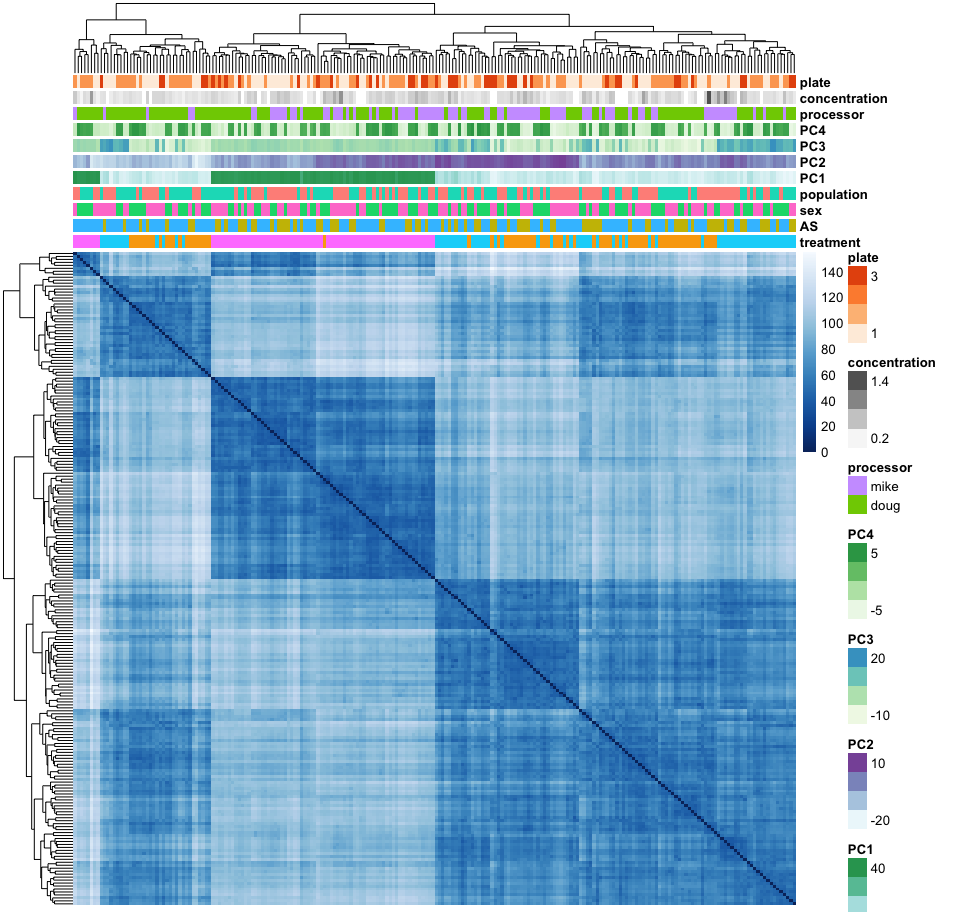 plate
concentration
processor
PC4
PC3
PC2
PC1
population
sex
AS
treatment
140
120
100
80
60
40
20
0
plate
3
1
concentration
1.4
0.2
processor
mike
doug
PC4
5
-5
PC3
20
-10
PC2
10
-20
PC1
40